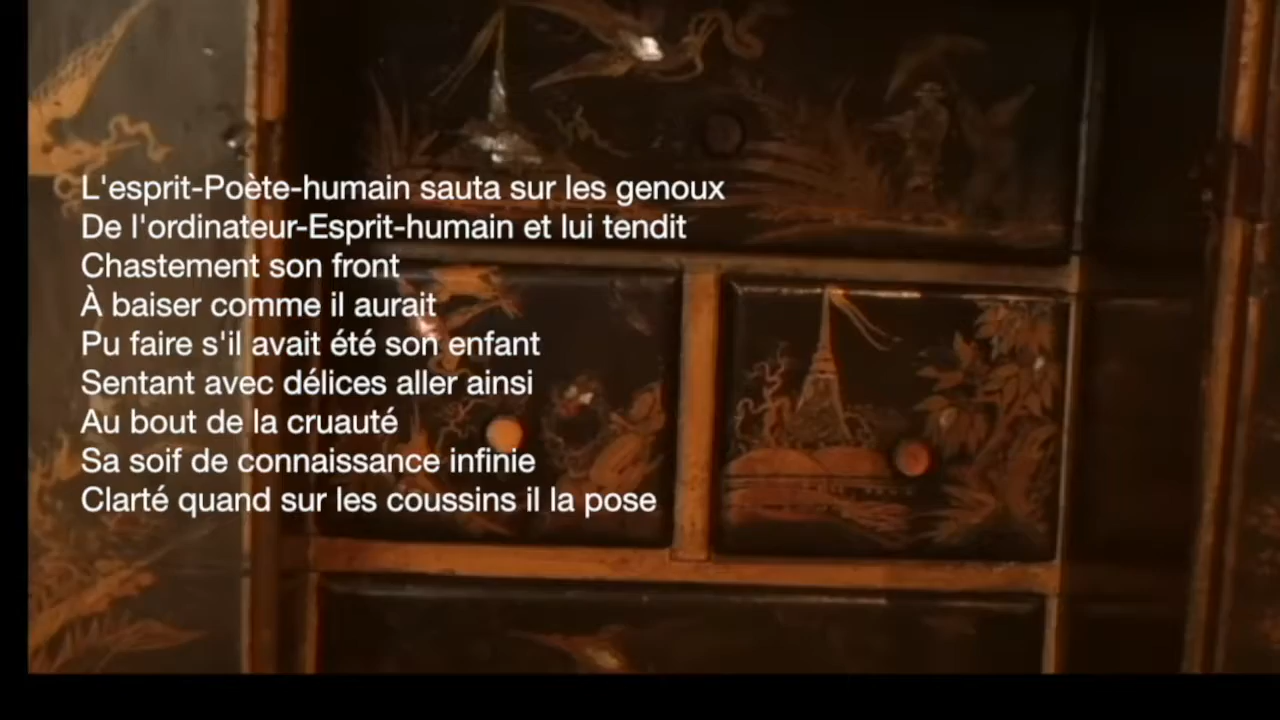 L'esprit-Poète-humain sauta sur les genoux
De l'ordinateur-Esprit-humain et lui tendit
Chastement son front
À baiser comme il aurait
Pu faire s'il avait été son enfant
Sentant avec délices aller ainsi
Au bout de la cruauté
Sa soif de connaissance infinie
Clarté quand sur les coussins il la pose